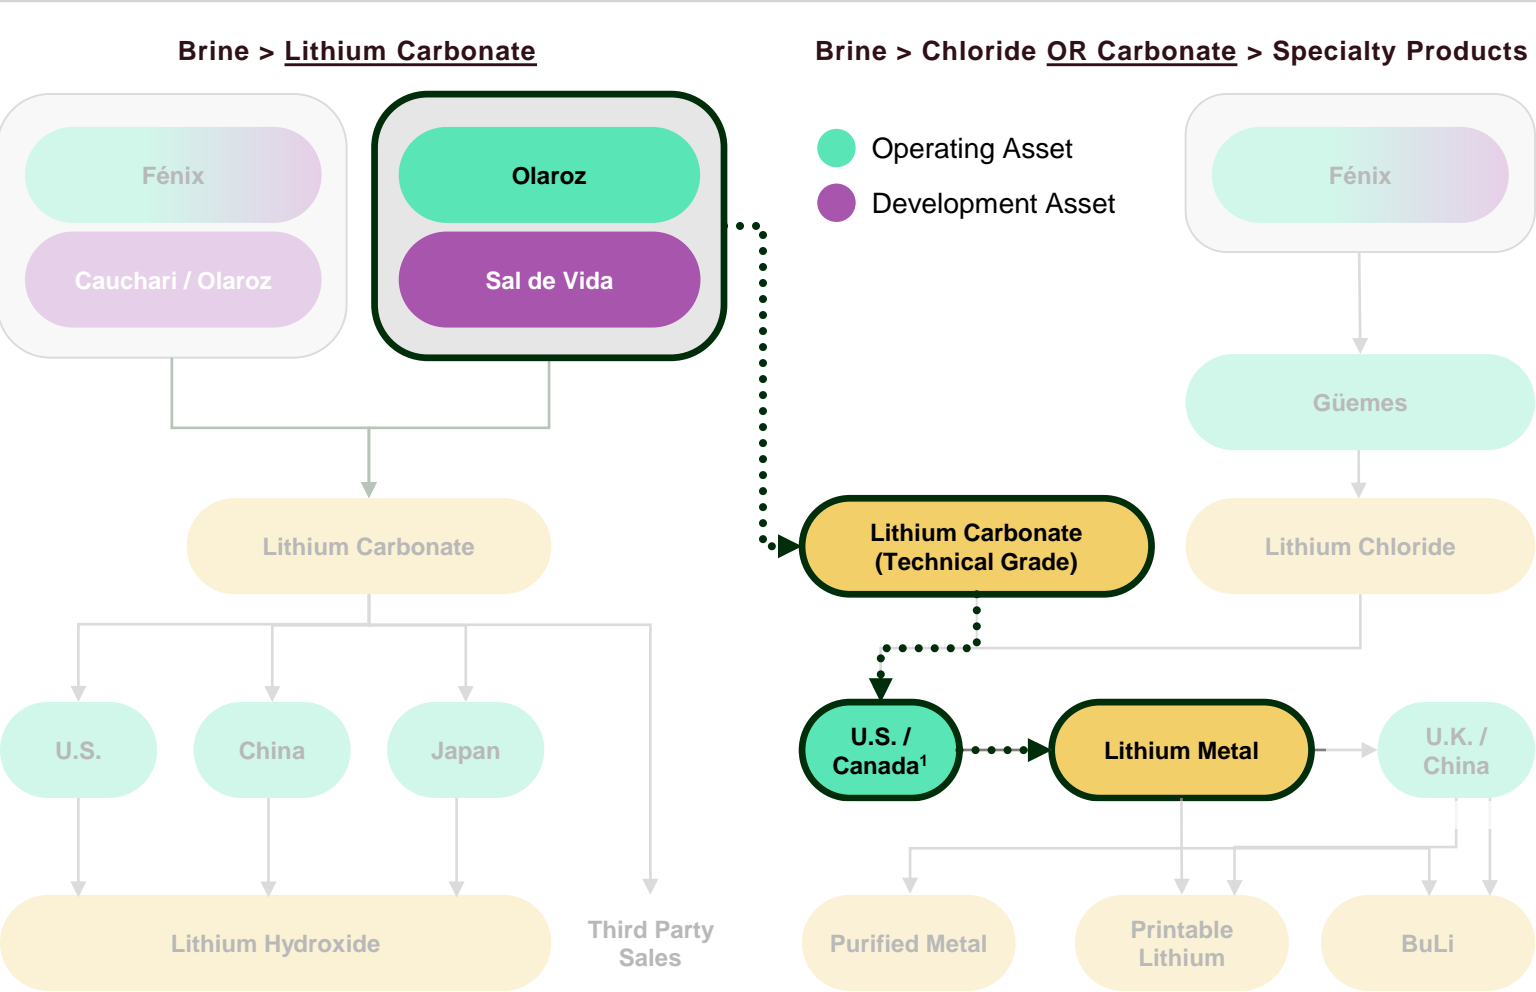 Brine > Lithium Carbonate
Brine > Chloride OR Carbonate > Specialty Products
Fénix
Cauchari / Olaroz
Olaroz
Sal de Vida
Operating Asset
Development Asset
Fénix
Güemes
Lithium Carbonate
Lithium Carbonate
(Technical Grade)
Lithium Chloride
U.S.
China
Japan
U.S. /
Canada¹
Lithium Metal
U.K. /
China
Lithium Hydroxide
Third Party
Sales
Purified Metal
Printable
Lithium
BuLi